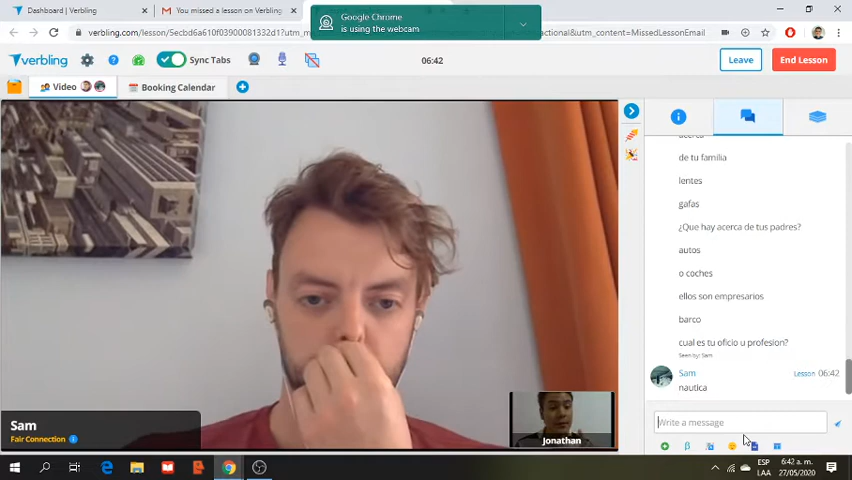 Dashboard | Verbling
You missed a lesson on Verbling
Google Chrome
is using the webcam
verbling.com/lesson/5ecbd6a610f0390081332d1?utm_m
ctional&utm_content=MissedLessonEmail
verbling
Sync Tabs
06:42
Leave
End Lesson
Video
Booking Calendar
de tu familia
lentes
gafas
¿Que hay acerca de tus padres?
autos
o coches
ellos son empresarios
barco
cual es tu oficio u profesion?
Seen by: Sam
Sam
Lesson 06:42
nautica
Write a message
Sam
Fair Connection
Jonathan
ESP
LAA
6:42 a. m.
27/05/2020